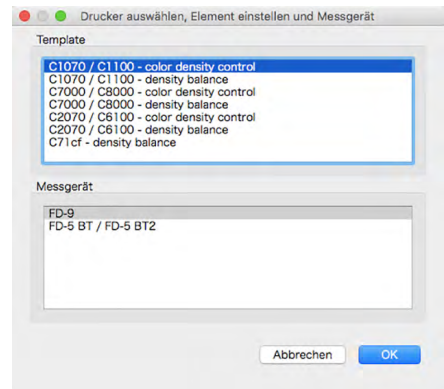 Drucker auswählen, Element einstellen und Messgerät
Template
C1070 / C1100 - color density control
C1070 / C1100 - density balance
C7000 / C8000 - color density control
C7000 / C8000 - density balance
C2070 / C6100 - color density control
C2070 / C6100 - density balance
C71cf - density balance
Messgerät
FD-9
FD-5 BT / FD-5 BT2
Abbrechen
OK